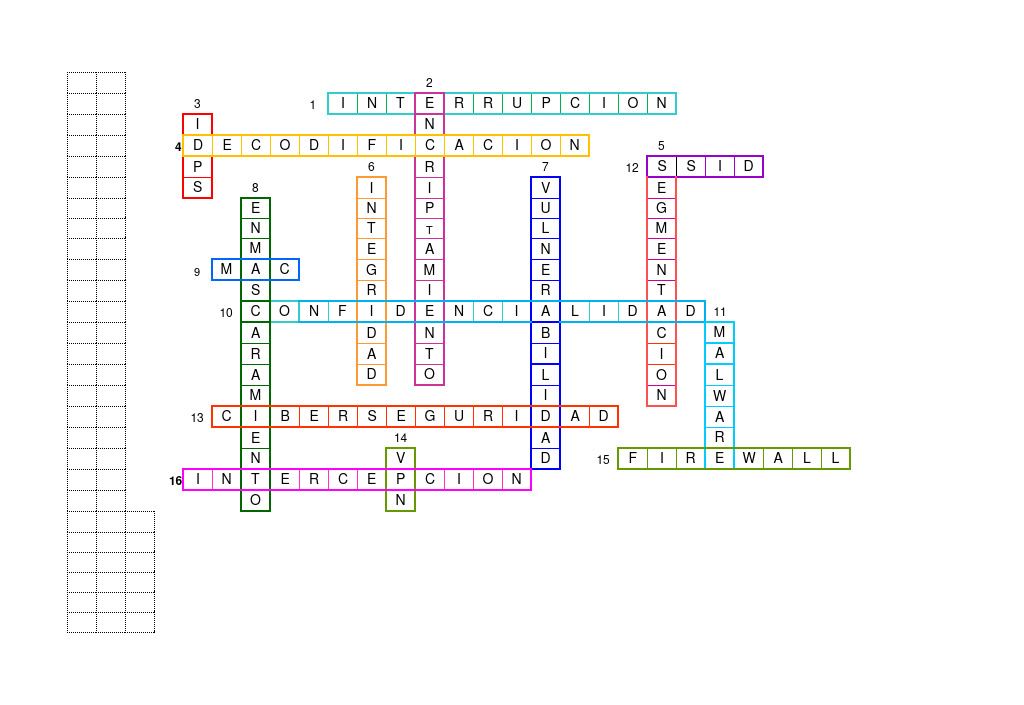 2 ENCRIPTAMIENTO
1 INTERRUPCION
3 IDPS
4 DECODIFICACION
5 SEGMENTACION
12 SSID
6 INTEGRIDAD
7 VULNERABILIDAD
8 ENMASCARAMIENTO
9 MAC
10 CONFIDENCIALIDAD
11 MALWARE
13 CIBERSEGURIDAD
14 VPN
15 FIREWALL
16 INTERCEPCION